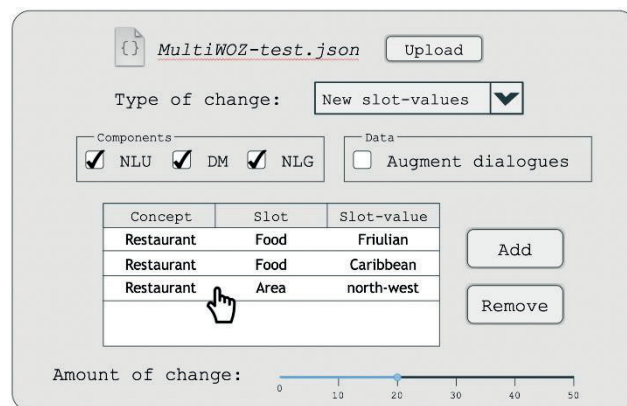 {} MultiWOZ-test.json Upload
Type of change: New slot-values
Components Data
NLU DM NLG Augment dialogues
Concept Slot Slot-value
Restaurant Food Friulian
Restaurant Food Caribbean
Restaurant Area north-west
Add
Remove
Amount of change:
0 10 20 30 40 50